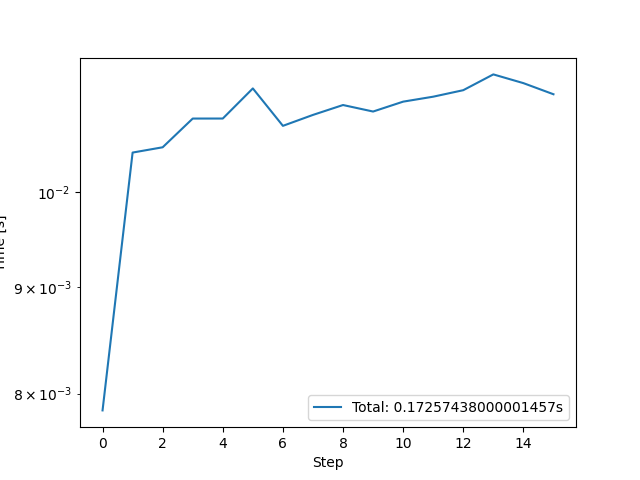 10⁻²
9 × 10⁻³
8 × 10⁻³
0 2 4 6 8 10 12 14
Step
[s]
Total: 0.17257438000001457s